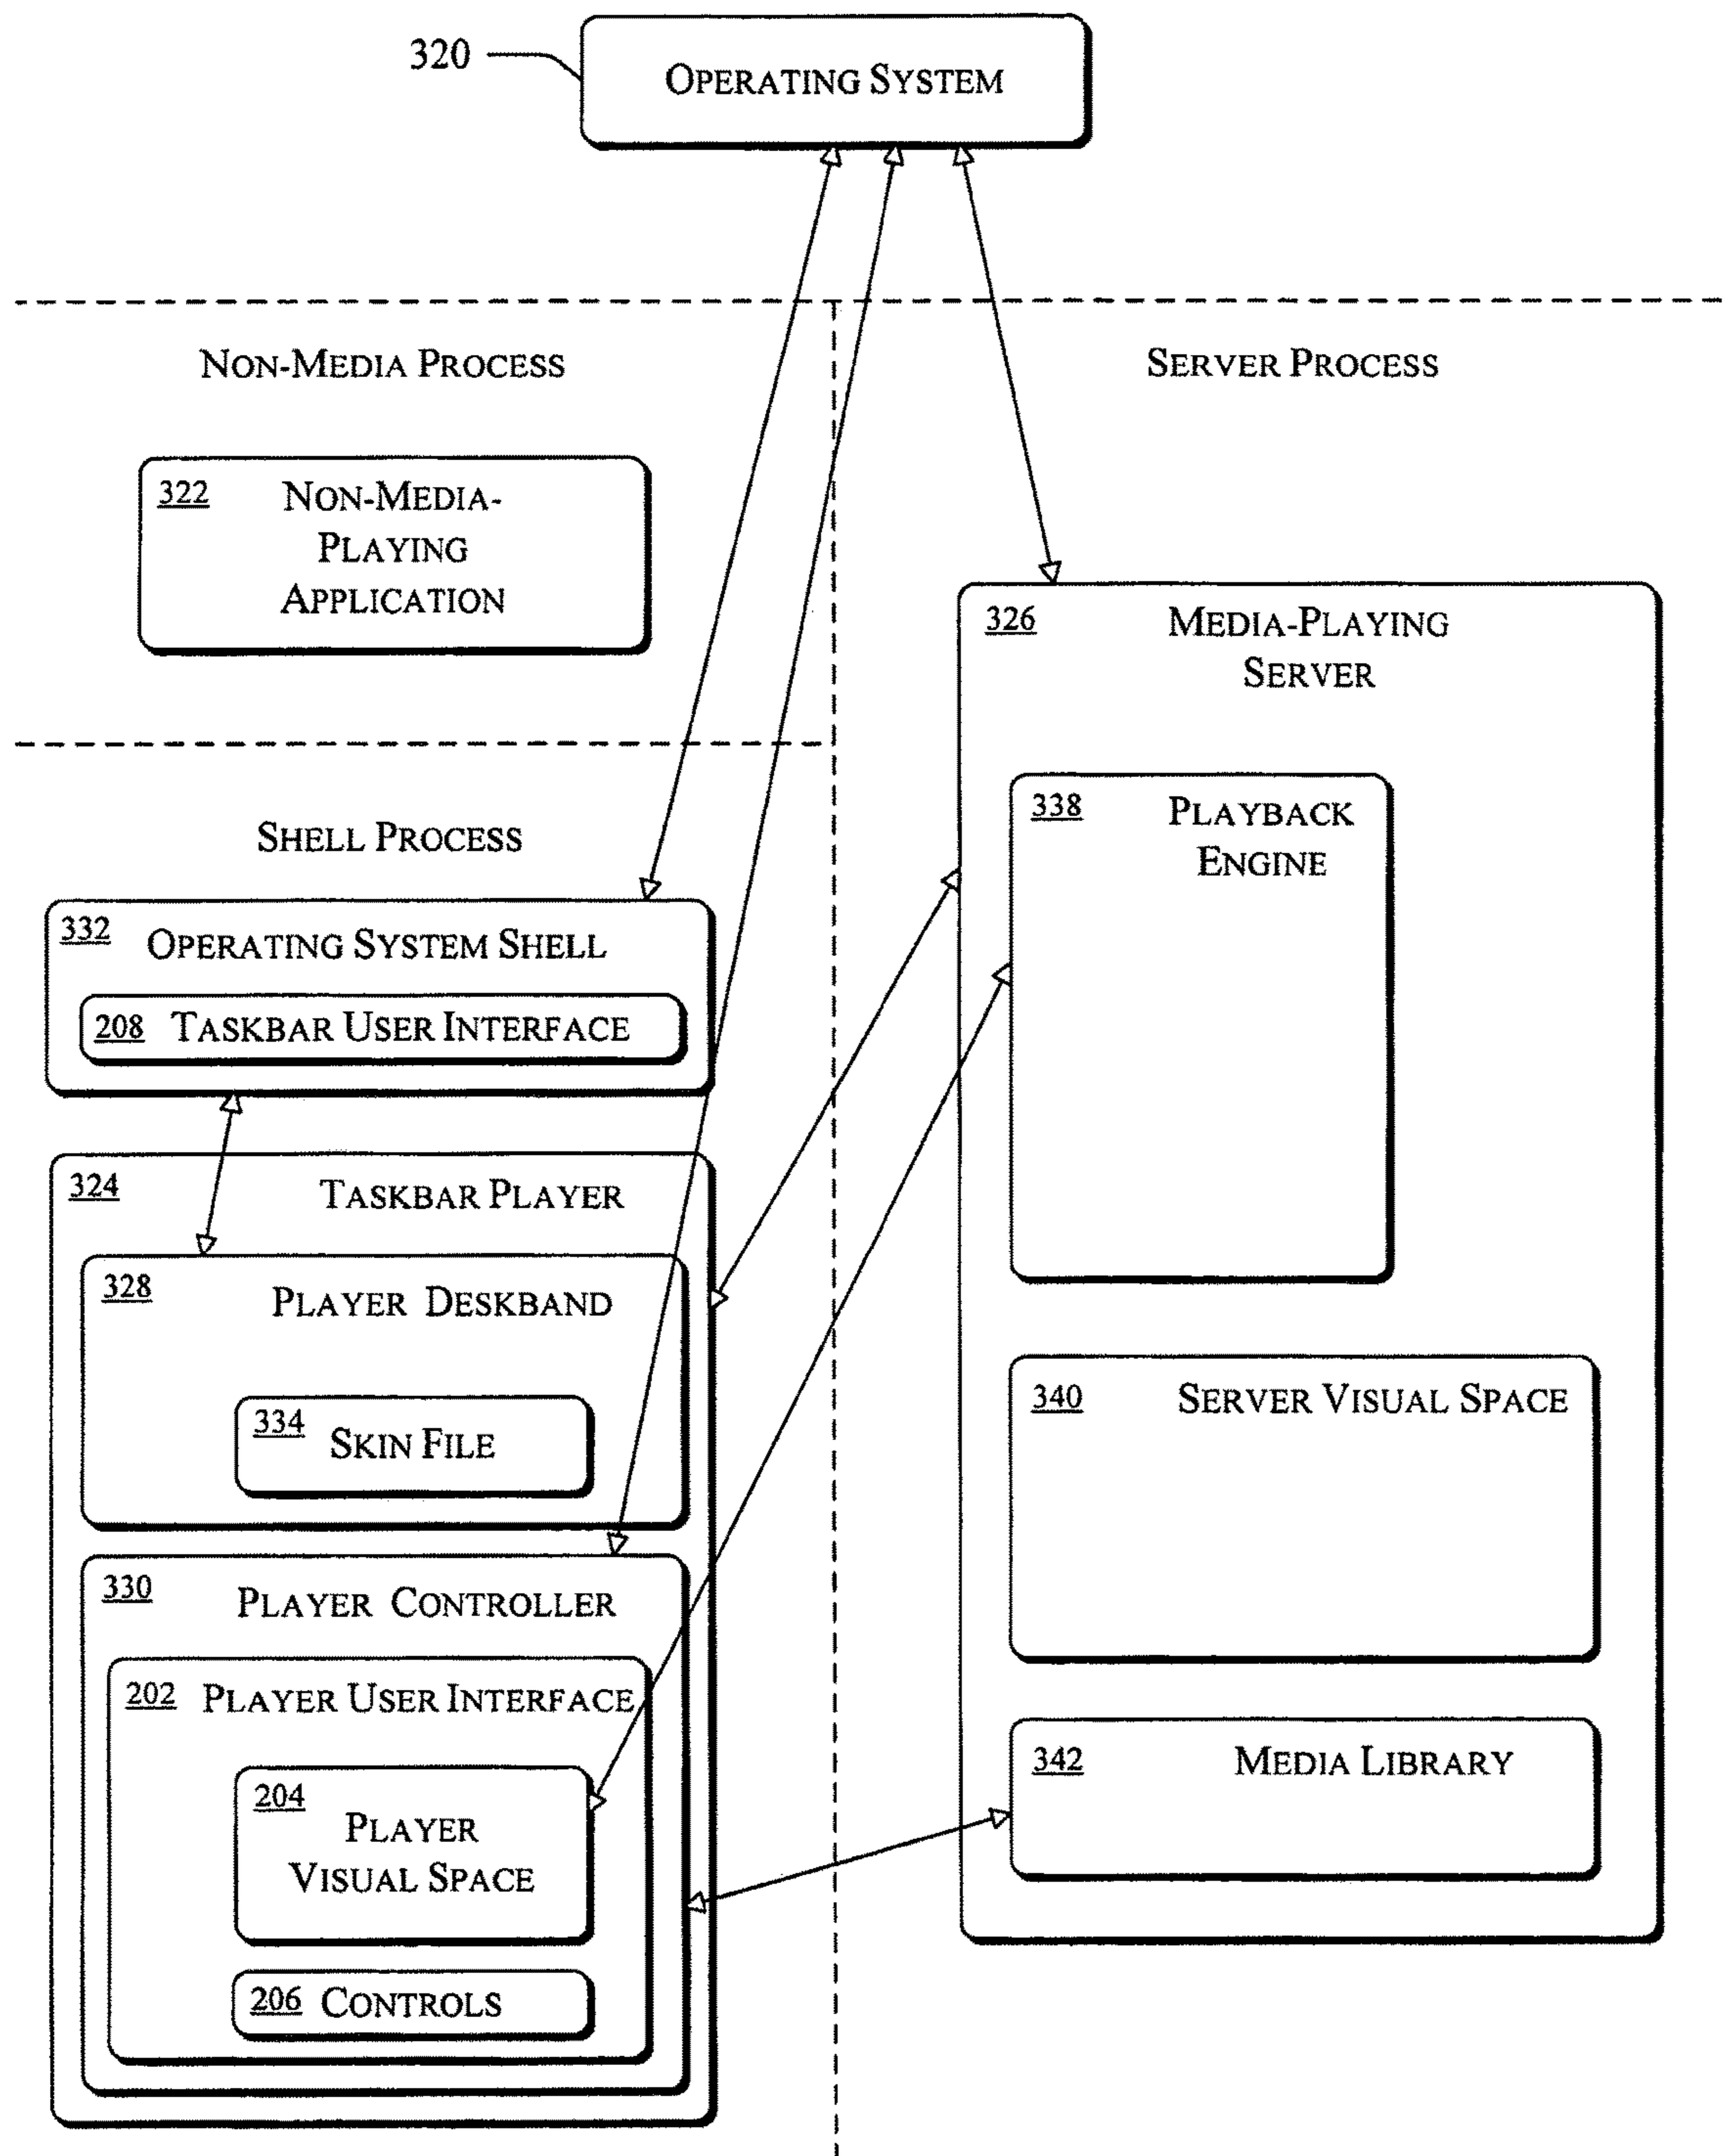 320
OPERATING SYSTEM
NON-MEDIA PROCESS
SERVER PROCESS
322 NON-MEDIA-
PLAYING
APPLICATION
326 MEDIA-PLAYING
SERVER
338 PLAYBACK
ENGINE
SHELL PROCESS
332 OPERATING SYSTEM SHELL
208 TASKBAR USER INTERFACE
324 TASKBAR PLAYER
328 PLAYER DESKBAND
334 SKIN FILE
340 SERVER VISUAL SPACE
330 PLAYER CONTROLLER
202 PLAYER USER INTERFACE
204 PLAYER
VISUAL SPACE
342 MEDIA LIBRARY
206 CONTROLS